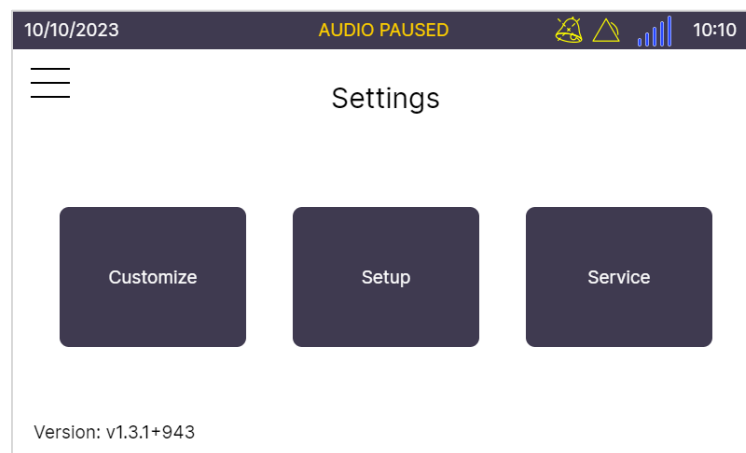 10/10/2023 AUDIO PAUSED 10:10
Settings
Customize Setup Service
Version: v1.3.1+943